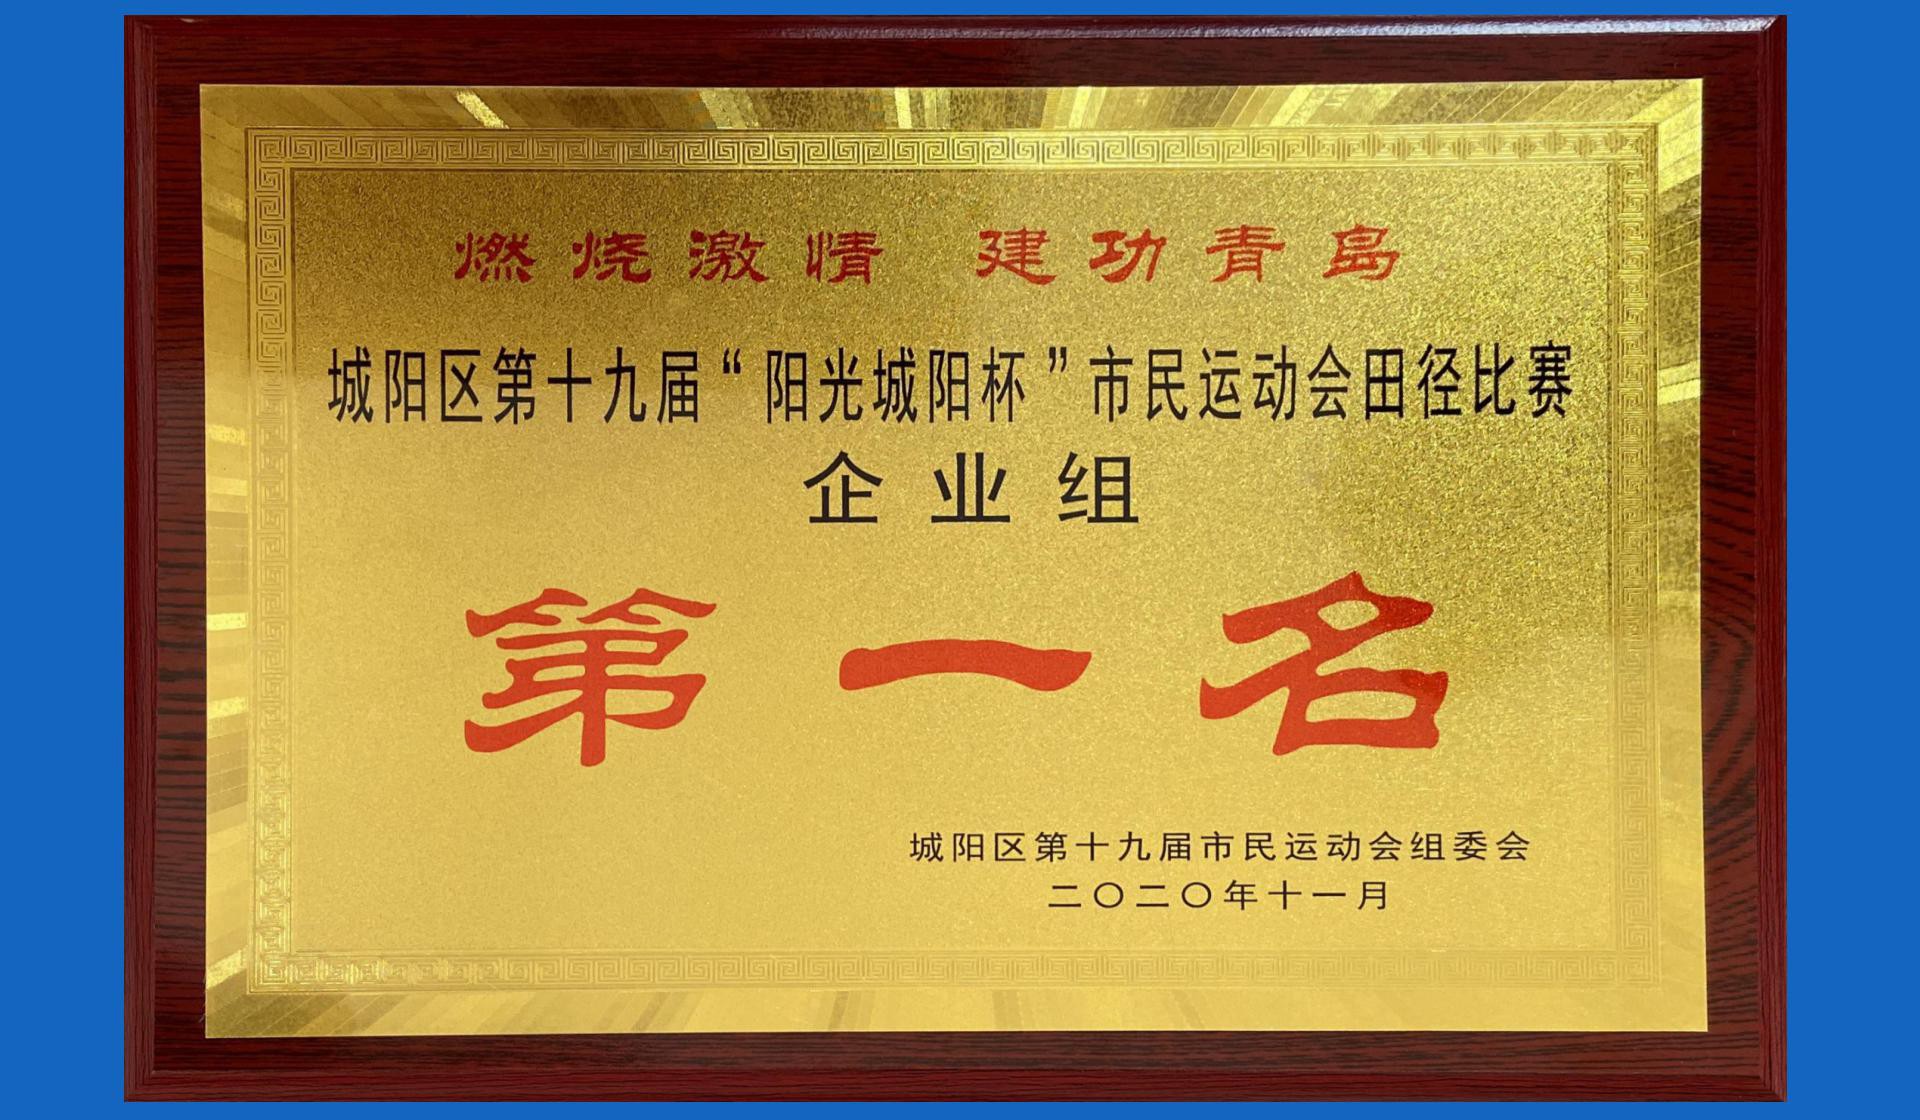 燃烧激情 建功青岛
城阳区第十九届“阳光城阳杯”市民运动会田径比赛
企业组
第一名
城阳区第十九届市民运动会组委会
二〇二〇年十一月